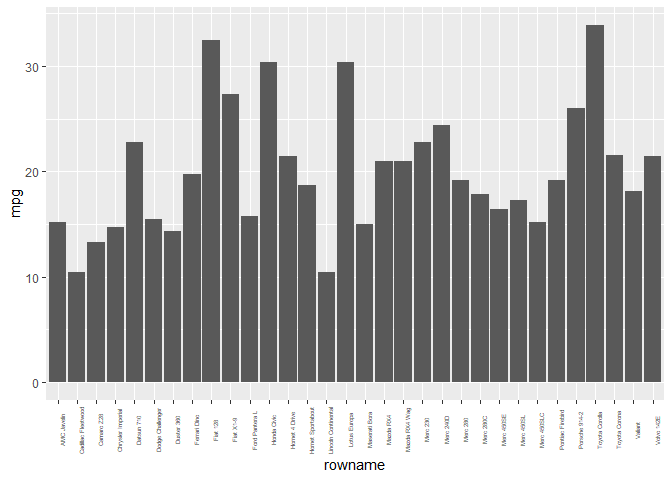 mpg
30
20
10
0
AMC Javelin
Cadillac Fleetwood
Camaro Z28
Chrysler Imperial
Datsun 710
Dodge Challenger
Duster 360
Ferrari Dino
Fiat 128
Fiat X1-9
Ford Pantera L
Honda Civic
Hornet 4 Drive
Hornet Sportabout
Lincoln Continental
Lotus Europa
Maserati Bora
Mazda RX4
Mazda RX4 Wag
Merc 230
Merc 240D
Merc 280
Merc 280C
Merc 450SE
Merc 450SL
Merc 450SLC
Pontiac Firebird
Porsche 914-2
Toyota Corolla
Toyota Corona
Valiant
Volvo 142E
rowname